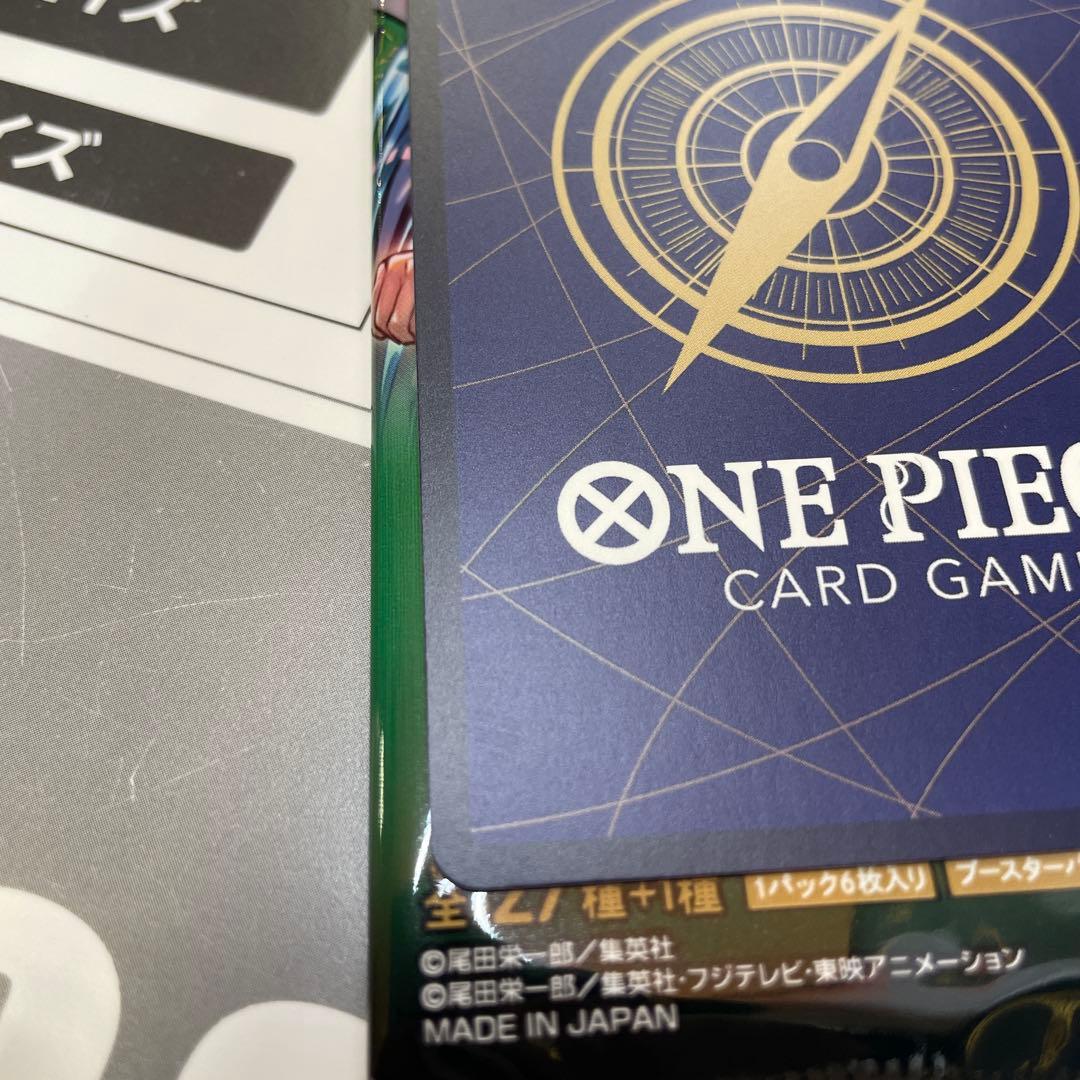 イズ
イズ
ONE PIEC
CARD GAM
種+1種
1パック6枚入り
ブースターパ
©尾田栄一郎／集英社
©尾田栄一郎／集英社・フジテレビ・東映アニメーション
MADE IN JAPAN